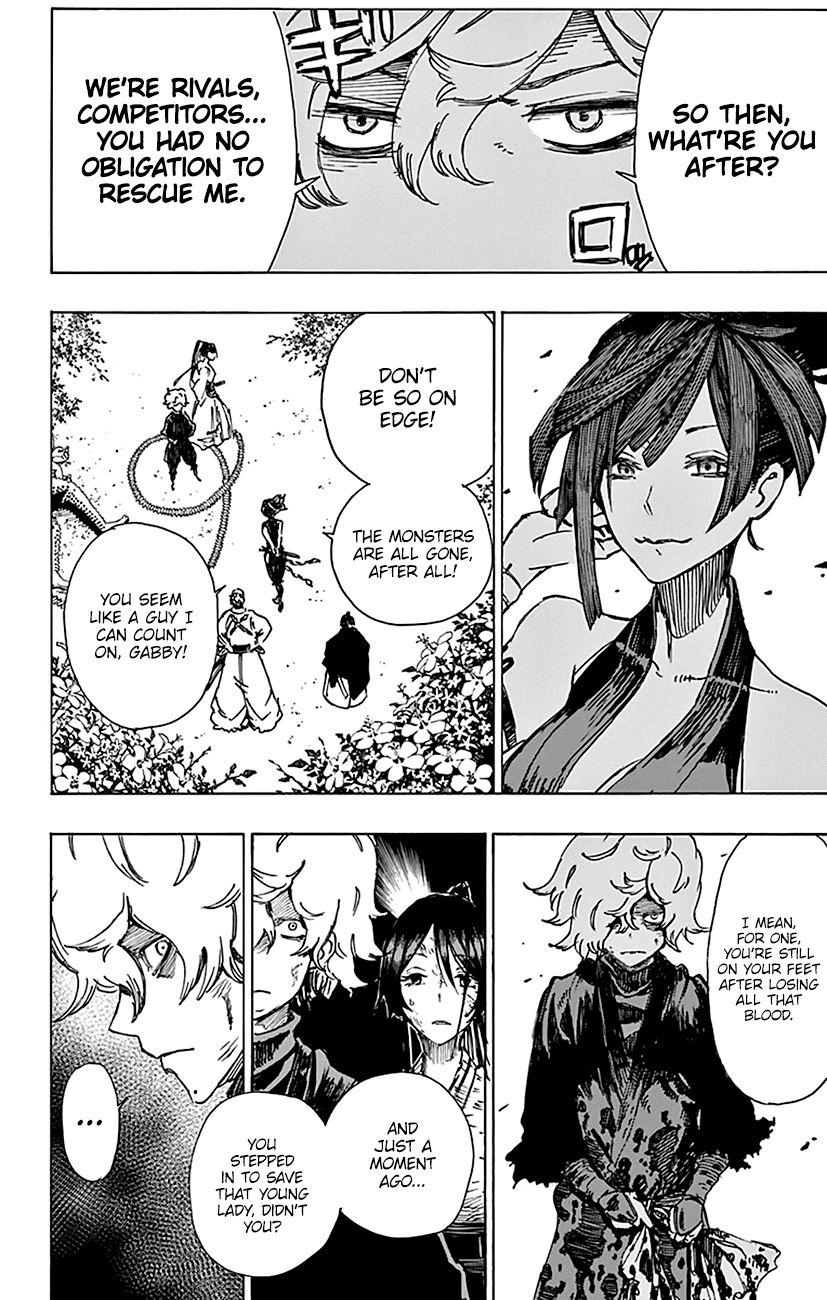 SO THEN,
WHAT'RE YOU
AFTER?
ギ
ロ
WE'RE RIVALS,
COMPETITORS...
YOU HAD NO
OBLIGATION TO
RESCUE ME.
DON'T
BE SO ON
EDGE!
THE MONSTERS
ARE ALL GONE,
AFTER ALL!
YOU SEEM
LIKE A GUY I
CAN COUNT
ON, GABBY!
I MEAN,
FOR ONE,
YOU'RE STILL
ON YOUR FEET
AFTER LOSING
ALL THAT
BLOOD.
AND
JUST A
MOMENT
AGO...
YOU
STEPPED
IN TO SAVE
THAT YOUNG
LADY, DIDN'T
YOU?
...